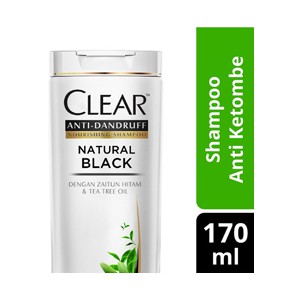 CLEAR
ANTI-DANDRUFF
NOURISHING SHAMPOO
NATURAL
BLACK
DENGAN ZAITUN HITAM
& TEA TREE OIL
Shampoo
Anti Ketombe
170
ml